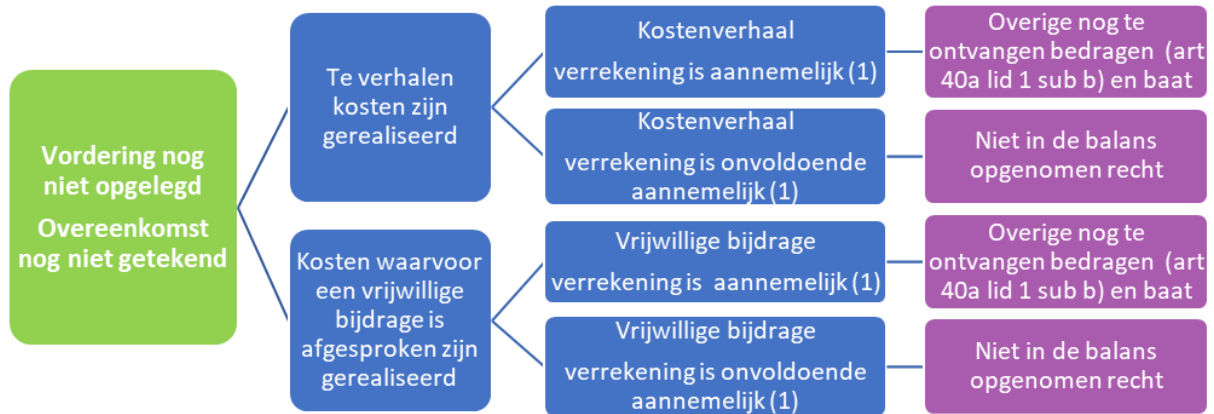 Vordering nog
niet opgelegd
Overeenkomst
nog niet getekend
Te verhalen
kosten zijn
gerealiseerd
Kostenverhaal
verrekening is aannemelijk (1)
Overige nog te
ontvangen bedragen (art
40a lid 1 sub b) en baat
Kostenverhaal
verrekening is onvoldoende
aannemelijk (1)
Niet in de balans
opgenomen recht
Kosten waarvoor
een vrijwillige
bijdrage is
afgesproken zijn
gerealiseerd
Vrijwillige bijdrage
verrekening is aannemelijk (1)
Overige nog te
ontvangen bedragen (art
40a lid 1 sub b) en baat
Vrijwillige bijdrage
verrekening is onvoldoende
aannemelijk (1)
Niet in de balans
opgenomen recht